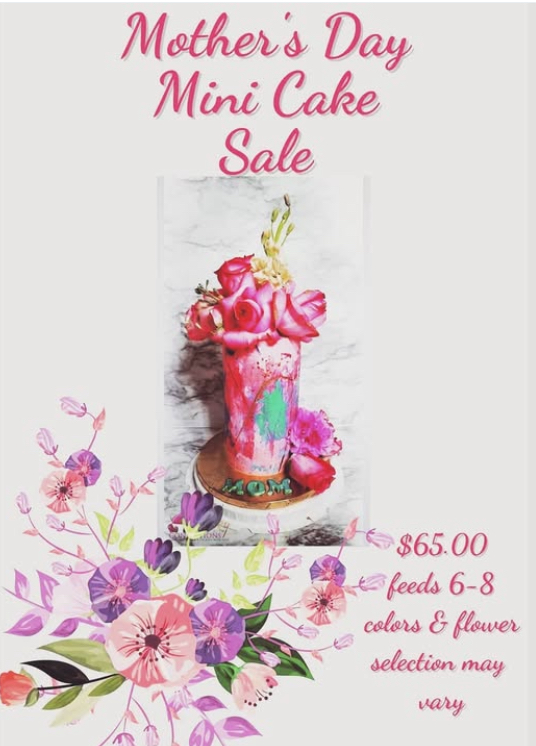 Mother's Day
Mini Cake
Sale
MOM
$65.00
feeds 6-8
colors & flower
selection may
vary